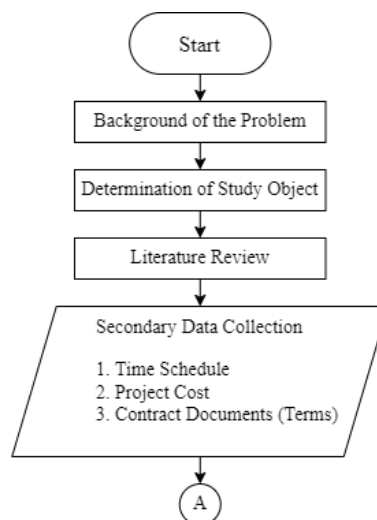 Start
Background of the Problem
Determination of Study Object
Literature Review
Secondary Data Collection
1. Time Schedule
2. Project Cost
3. Contract Documents (Terms)
A